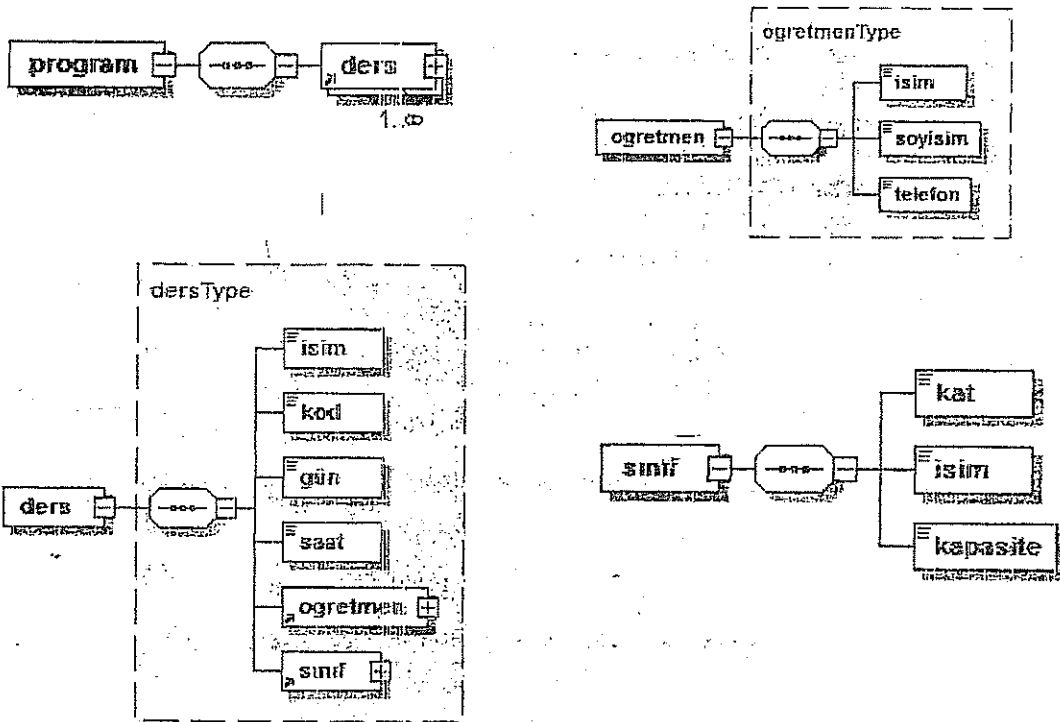 program
ders
1..∞
ogretmenType
ogretmen
isim
soyisim
telefon
dersType
ders
isim
kod
gün
saat
ogretmen
sınıf
sınıf
kat
isim
kapasite